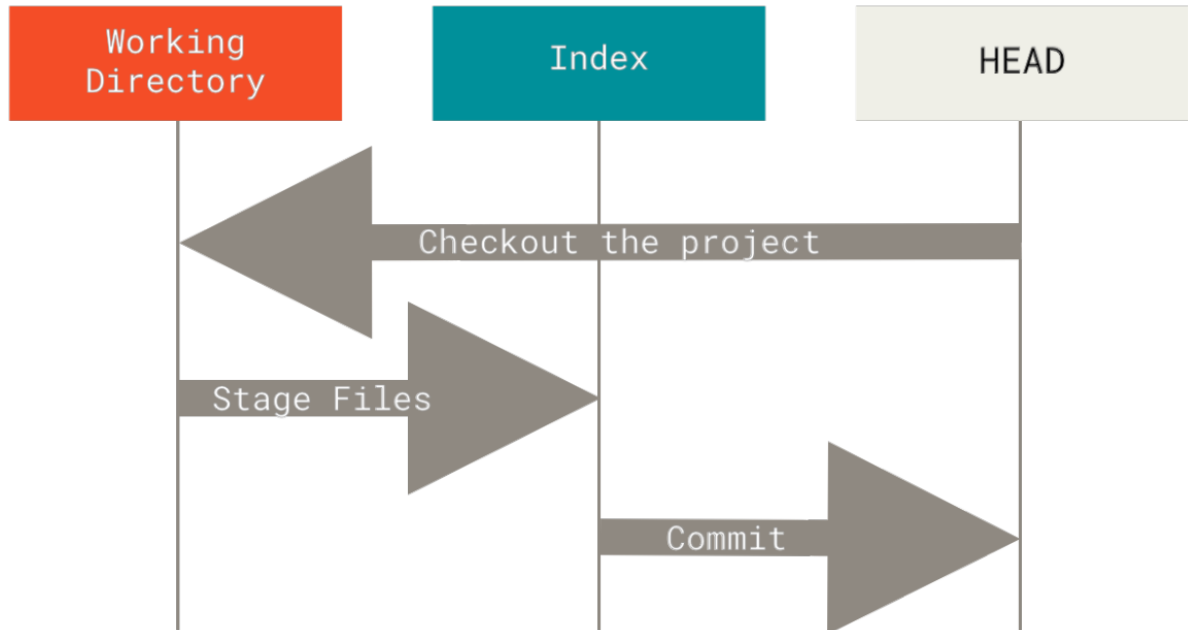 Working
Directory
Index
HEAD
Checkout the project
Stage Files
Commit